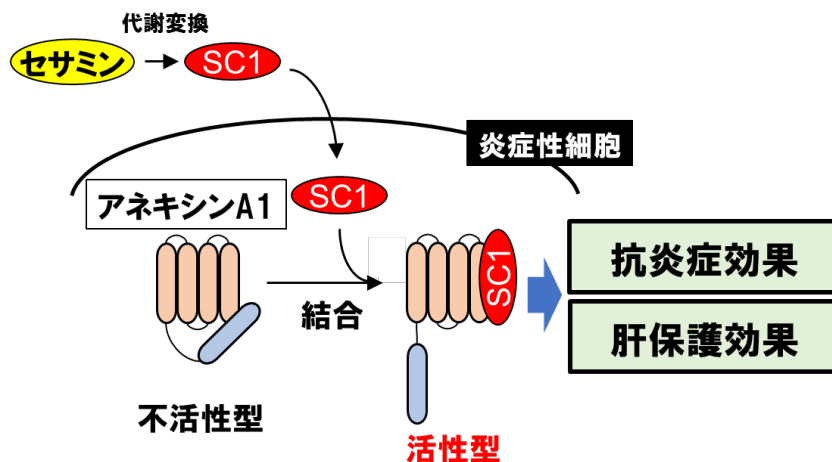 代謝変換
セサミン
SC1
炎症性細胞
アネキシンA1
SC1
SC1
結合
不活性型
活性型
抗炎症効果
肝保護効果